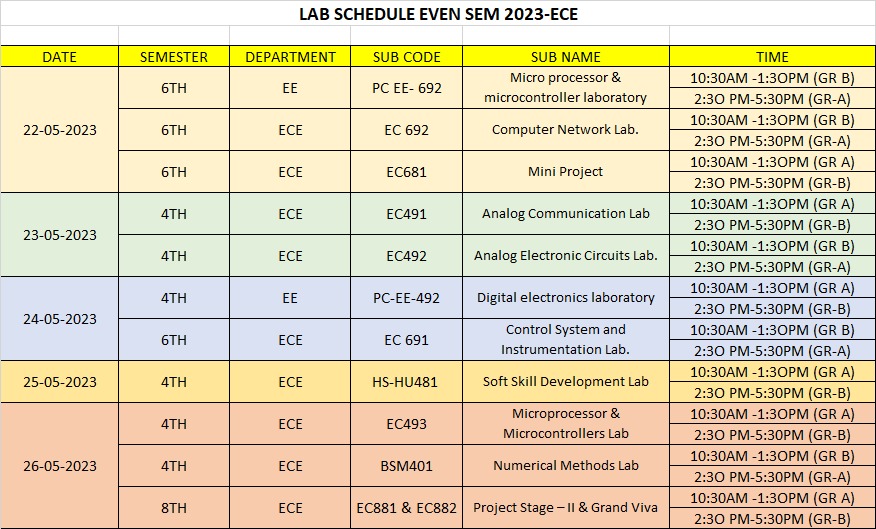 LAB SCHEDULE EVEN SEM 2023-ECE
DATE SEMESTER DEPARTMENT SUB CODE SUB NAME TIME
22-05-2023
6TH EE PC EE- 692 Micro processor &
microcontroller laboratory
10:30AM -1:3OPM (GR B)
2:3O PM-5:30PM (GR-A)
6TH ECE EC 692 Computer Network Lab.
10:30AM -1:3OPM (GR B)
2:3O PM-5:30PM (GR-A)
6TH ECE EC681 Mini Project
10:30AM -1:3OPM (GR A)
2:3O PM-5:30PM (GR-B)
23-05-2023
4TH ECE EC491 Analog Communication Lab
10:30AM -1:3OPM (GR A)
2:3O PM-5:30PM (GR-B)
4TH ECE EC492 Analog Electronic Circuits Lab.
10:30AM -1:3OPM (GR B)
2:3O PM-5:30PM (GR-A)
24-05-2023
4TH EE PC-EE-492 Digital electronics laboratory
10:30AM -1:3OPM (GR A)
2:3O PM-5:30PM (GR-B)
6TH ECE EC 691 Control System and
Instrumentation Lab.
10:30AM -1:3OPM (GR B)
2:3O PM-5:30PM (GR-A)
25-05-2023
4TH ECE HS-HU481 Soft Skill Development Lab
10:30AM -1:3OPM (GR A)
2:3O PM-5:30PM (GR-B)
26-05-2023
4TH ECE EC493 Microprocessor &
Microcontrollers Lab
10:30AM -1:3OPM (GR A)
2:3O PM-5:30PM (GR-B)
4TH ECE BSM401 Numerical Methods Lab
10:30AM -1:3OPM (GR B)
2:3O PM-5:30PM (GR-A)
8TH ECE EC881 & EC882 Project Stage – II & Grand Viva
10:30AM -1:3OPM (GR A)
2:3O PM-5:30PM (GR-B)